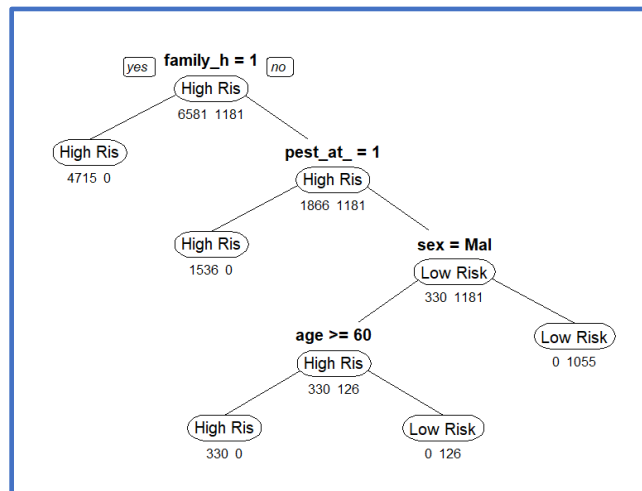 family_h = 1
yes
no
High Ris
6581 1181
High Ris
4715 0
pest_at_ = 1
High Ris
1866 1181
High Ris
1536 0
sex = Mal
Low Risk
330 1181
age >= 60
High Ris
330 126
Low Risk
0 1055
High Ris
330 0
Low Risk
0 126